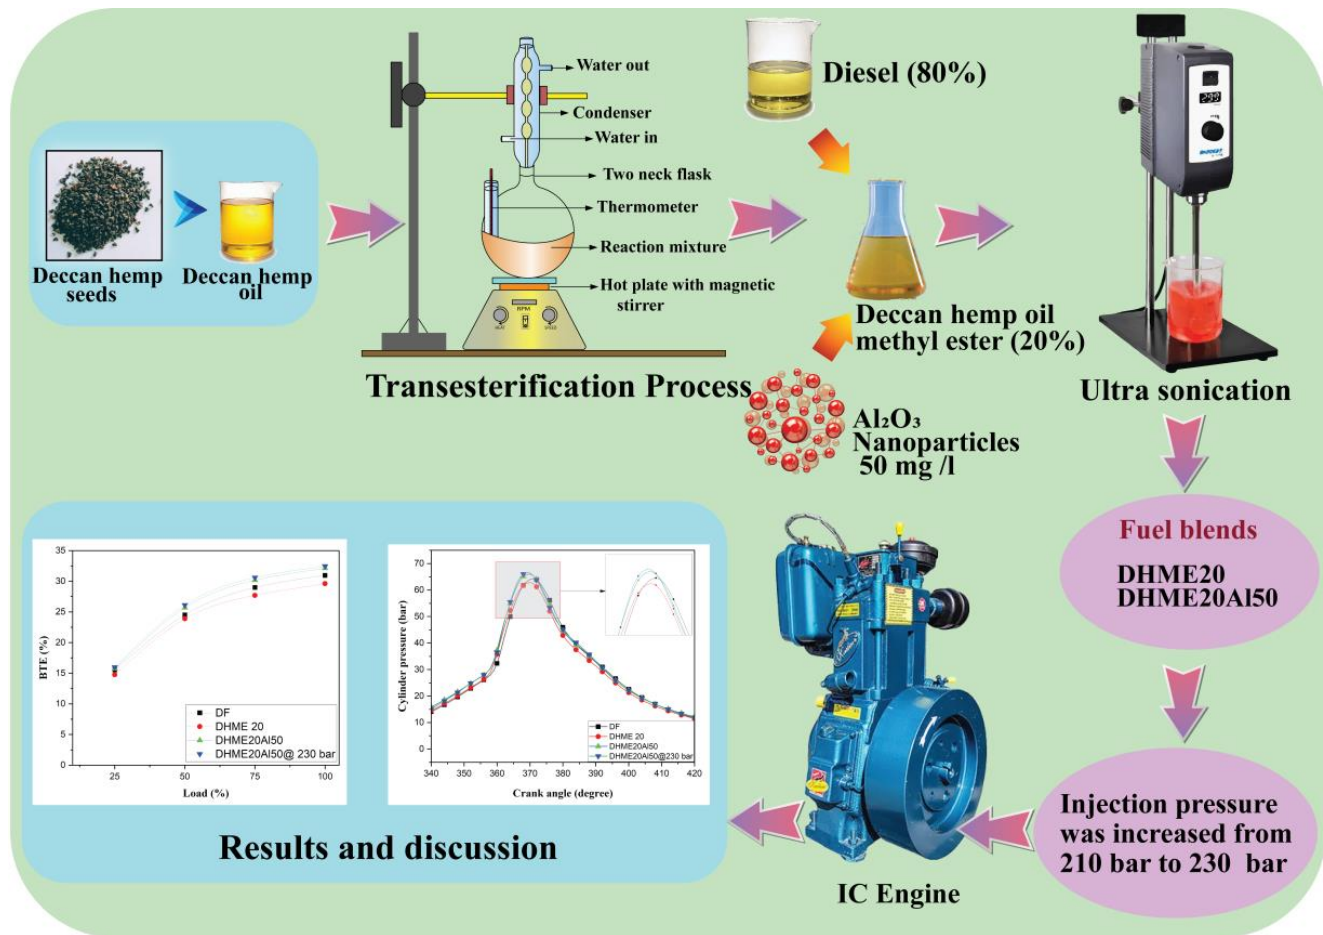 Deccan hemp
seeds
Deccan hemp
oil
Water out
Condenser
Water in
Two neck flask
Thermometer
Reaction mixture
Hot plate with magnetic
stirrer
RPM
HEAT
SPEED
Transesterification Process
Diesel (80%)
Deccan hemp oil
methyl ester (20%)
Al₂O₃
Nanoparticles
50 mg /l
Ultra sonication
Fuel blends
DHME20
DHME20Al50
Injection pressure
was increased from
210 bar to 230 bar
IC Engine
35
30
25
20
15
10
5
0
BTE (%)
25
50
75
100
Load (%)
DF
DHME 20
DHME20Al50
DHME20Al50@ 230 bar
70
60
50
40
30
20
10
0
Cylinder pressure (bar)
340
350
360
370
380
390
400
410
420
Crank angle (degree)
DF
DHME 20
DHME20Al50
DHME20Al50@230 bar
Results and discussion